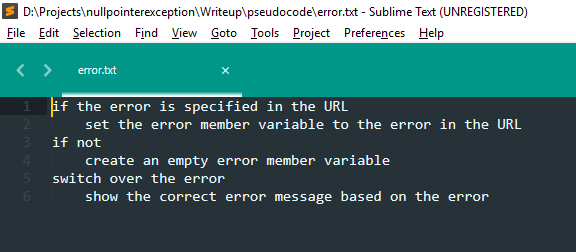 D:\Projects\nullpointerexception\Writeup\pseudocode\error.txt - Sublime Text (UNREGISTERED)
File Edit Selection Find View Goto Tools Project Preferences Help
error.txt ×
1 if the error is specified in the URL
2 set the error member variable to the error in the URL
3 if not
4 create an empty error member variable
5 switch over the error
6 show the correct error message based on the error